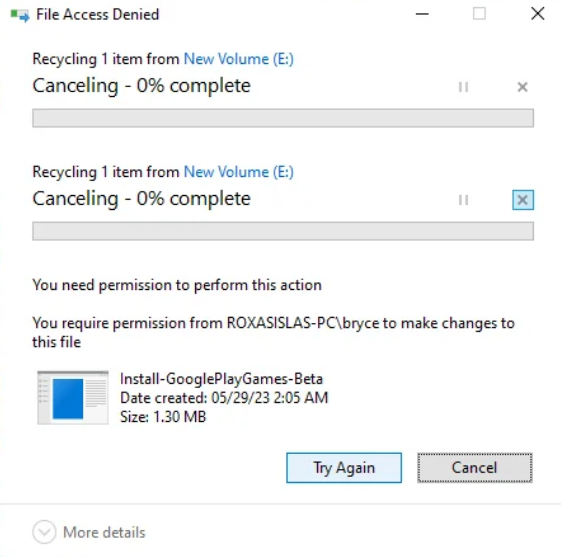 File Access Denied
Recycling 1 item from New Volume (E:)
Canceling - 0% complete
Recycling 1 item from New Volume (E:)
Canceling - 0% complete
You need permission to perform this action
You require permission from ROXASISLAS-PC\bryce to make changes to
this file
Install-GooglePlayGames-Beta
Date created: 05/29/23 2:05 AM
Size: 1.30 MB
Try Again
Cancel
More details